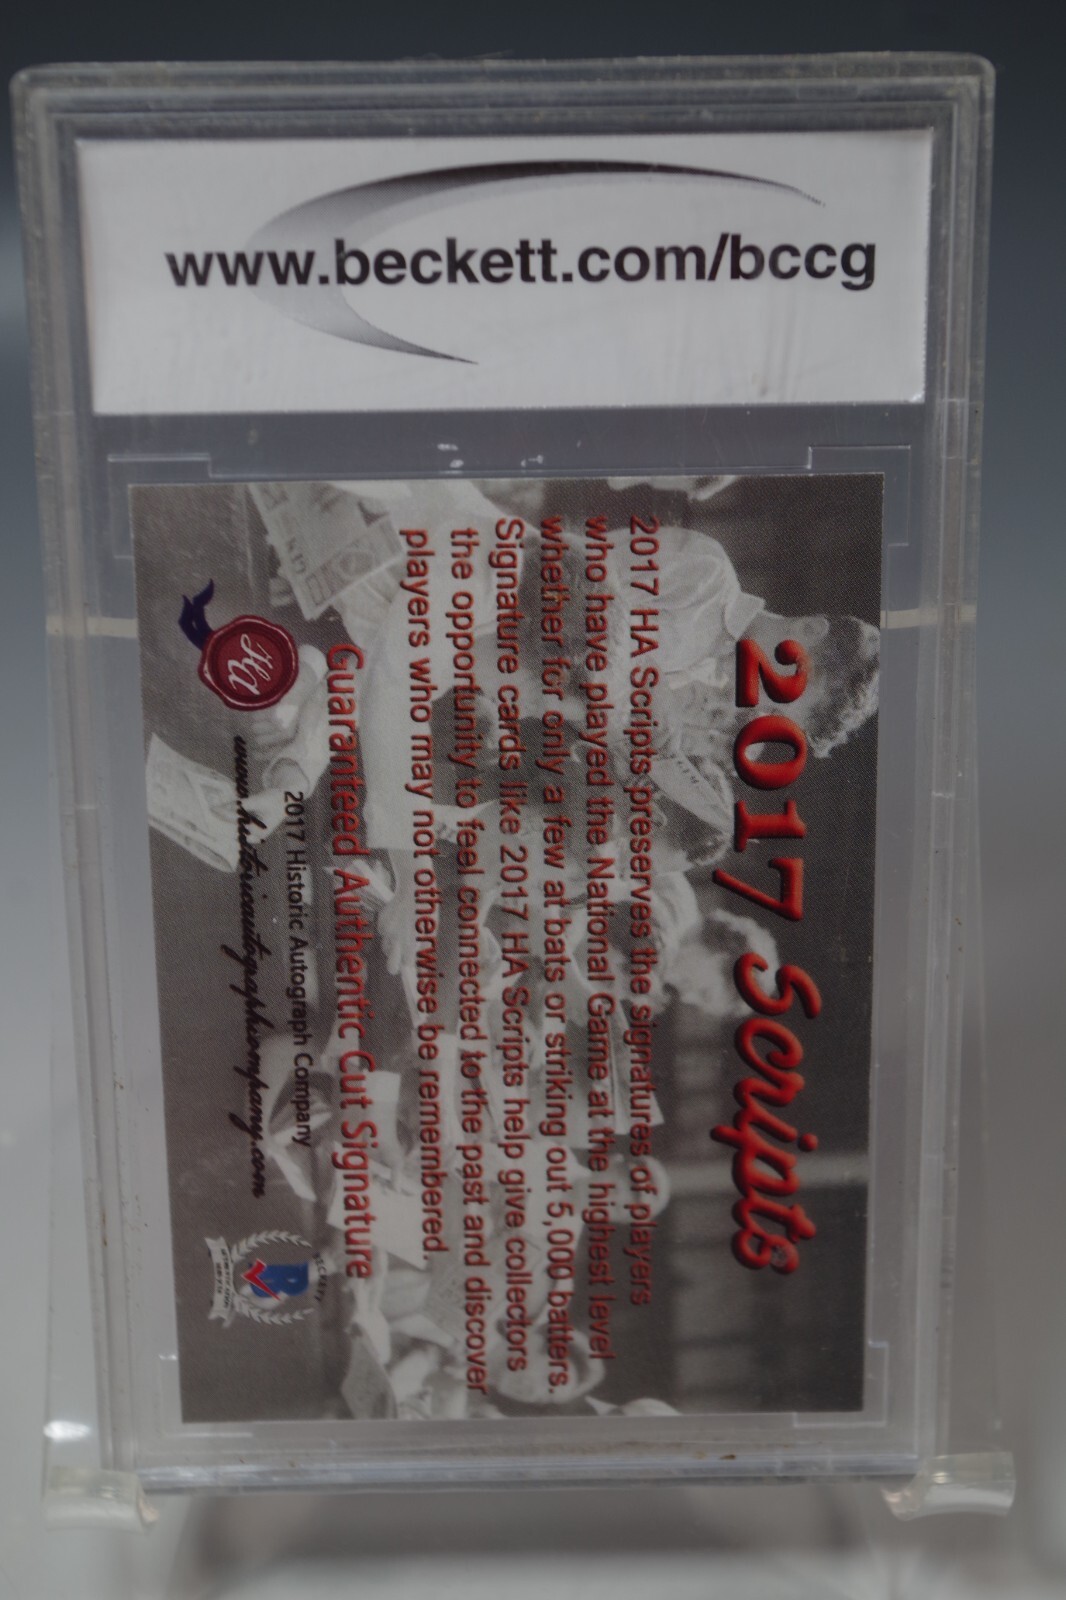 www.beckett.com/bccg
2017 Scripts
2017 HA Scripts preserves the signatures of players
who have played the National Game at the highest level
whether for only a few at bats or striking out 5,000 batters.
Signature cards like 2017 HA Scripts help give collectors
the opportunity to feel connected to the past and discover
players who may not otherwise be remembered.
Guaranteed Authentic Cut Signature
2017 Historic Autograph Company
www.historicautographcompany.com
HA
BECKETT
B